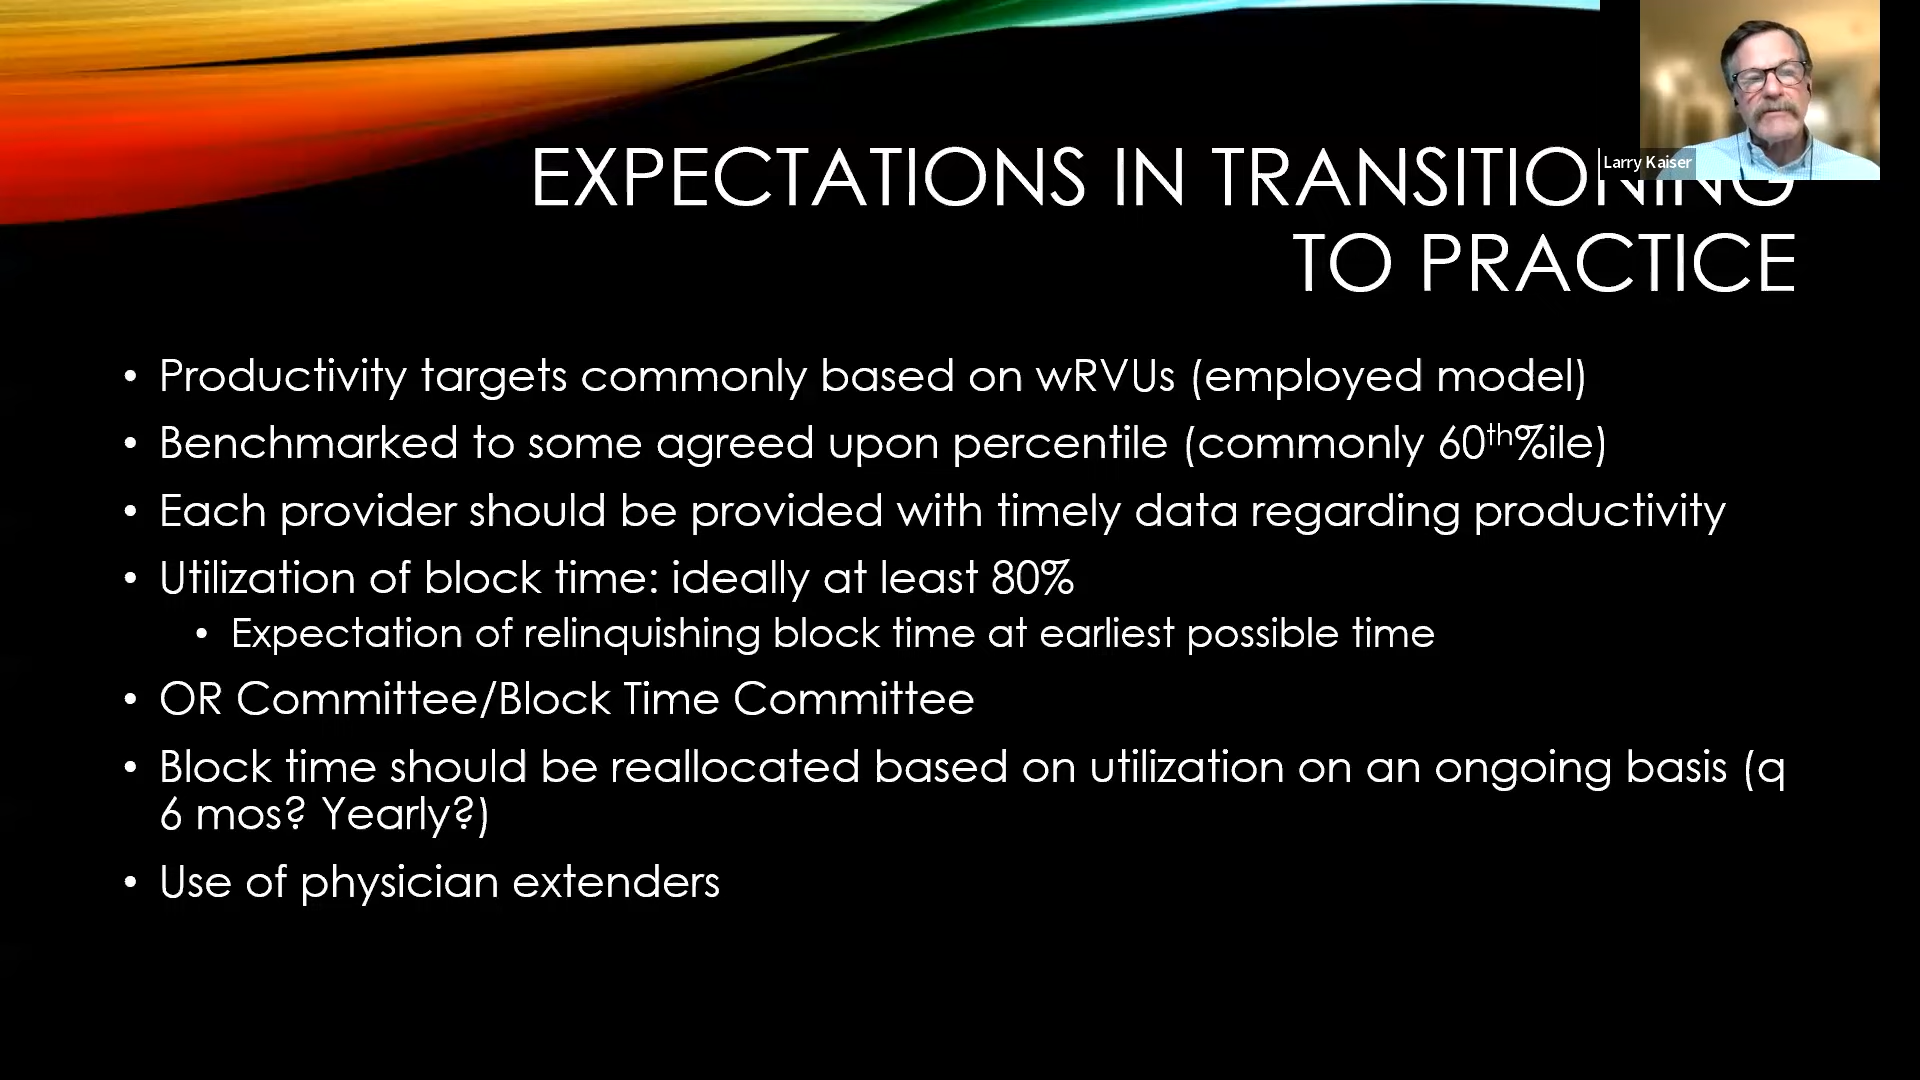 Larry Kaiser
EXPECTATIONS IN TRANSITIONING
TO PRACTICE
• Productivity targets commonly based on wRVUs (employed model)
• Benchmarked to some agreed upon percentile (commonly 60th%ile)
• Each provider should be provided with timely data regarding productivity
• Utilization of block time: ideally at least 80%
• Expectation of relinquishing block time at earliest possible time
• OR Committee/Block Time Committee
• Block time should be reallocated based on utilization on an ongoing basis (q
6 mos? Yearly?)
• Use of physician extenders